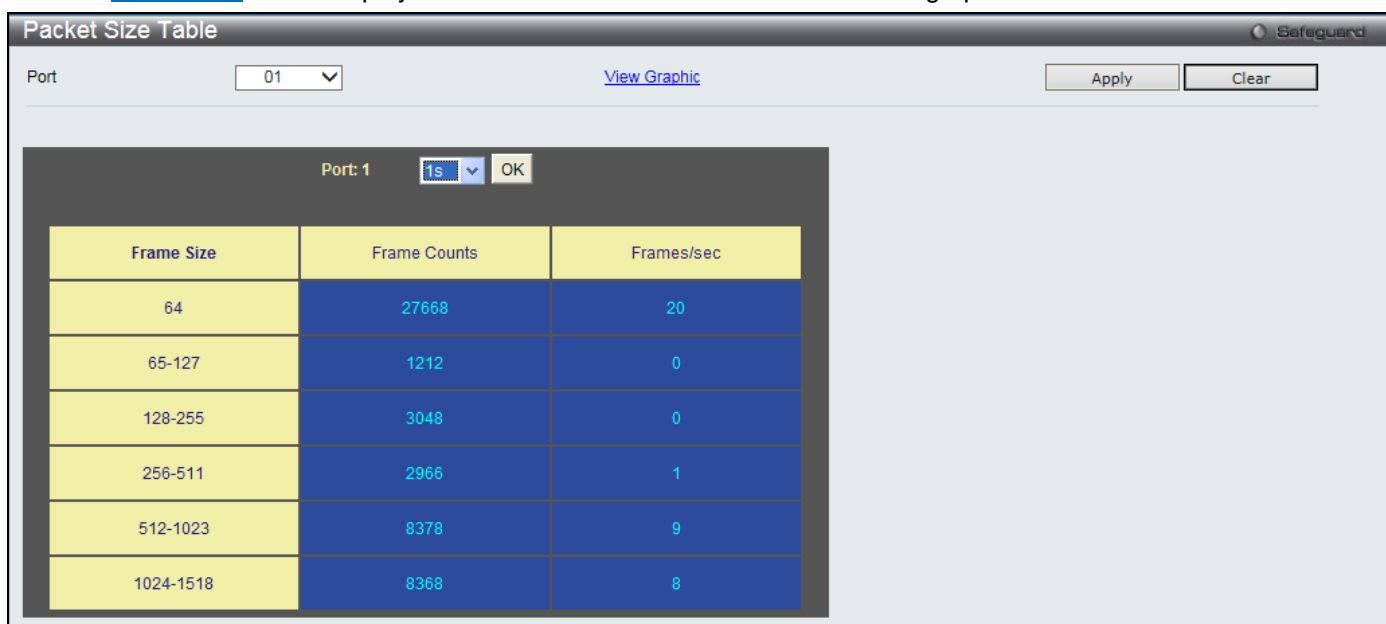 Packet Size Table
Safeguard
Port 01 View Graphic Apply Clear
Port: 1 1s OK
Frame Size Frame Counts Frames/sec
64 27668 20
65-127 1212 0
128-255 3048 0
256-511 2966 1
512-1023 8378 9
1024-1518 8368 8